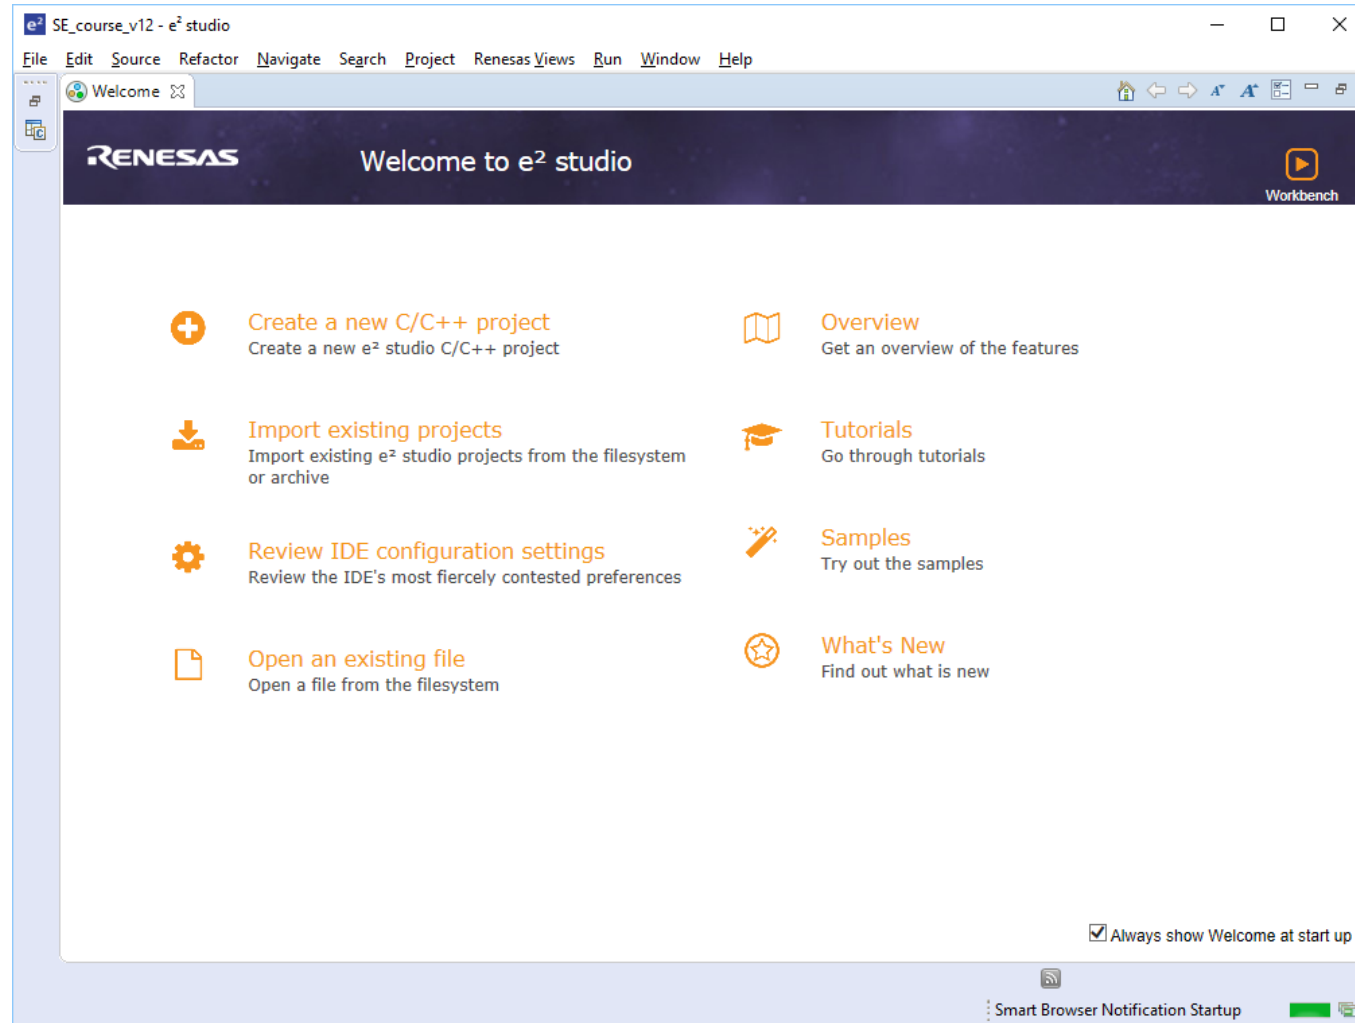 e² SE_course_v12 - e² studio
File Edit Source Refactor Navigate Search Project Renesas Views Run Window Help
Welcome
RENESAS
Welcome to e² studio
Workbench
Create a new C/C++ project
Create a new e² studio C/C++ project
Overview
Get an overview of the features
Import existing projects
Import existing e² studio projects from the filesystem
or archive
Tutorials
Go through tutorials
Review IDE configuration settings
Review the IDE's most fiercely contested preferences
Samples
Try out the samples
Open an existing file
Open a file from the filesystem
What's New
Find out what is new
Always show Welcome at start up
Smart Browser Notification Startup